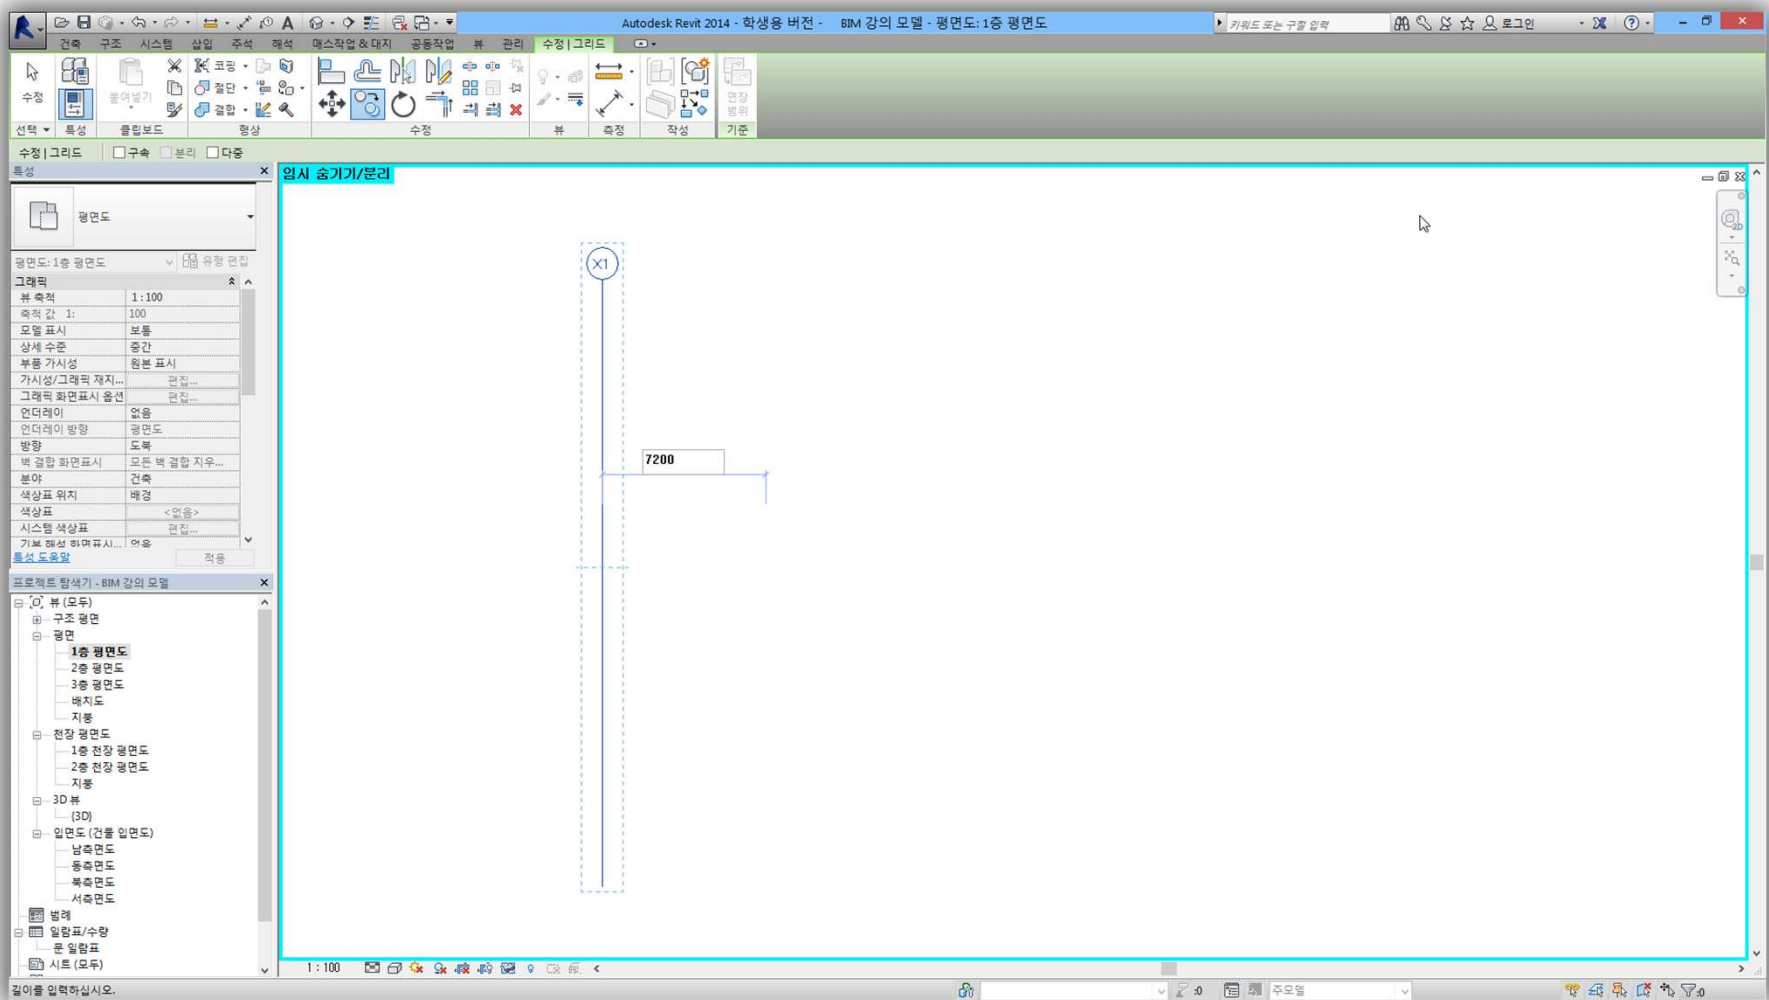 Autodesk Revit 2014 - 학생용 버전 - BIM 강의 모델 - 평면도: 1층 평면도
키워드 또는 구절 입력
로그인
건축 구조 시스템 삽입 주석 해석 매스작업 & 대지 공동작업 뷰 관리 수정 | 그리드
수정
붙여넣기
코핑
절단
결합
연장
범위
선택 특성 클립보드 형상 수정 뷰 측정 작성 기준
수정 | 그리드 구속 분리 다중
특성
평면도
평면도: 1층 평면도 유형 편집
그래픽
뷰 축척 1 : 100
축척 값 1: 100
모델 표시 보통
상세 수준 중간
부품 가시성 원본 표시
가시성/그래픽 재지... 편집...
그래픽 화면표시 옵션 편집...
언더레이 없음
언더레이 방향 평면도
방향 도북
벽 결합 화면표시 모든 벽 결합 지우...
분야 건축
색상표 위치 배경
색상표 <없음>
시스템 색상표 편집...
기본 해석 화면표시... 없음
특성 도움말 적용
프로젝트 탐색기 - BIM 강의 모델
뷰 (모두)
구조 평면
평면
1층 평면도
2층 평면도
3층 평면도
배치도
지붕
천장 평면도
1층 천장 평면도
2층 천장 평면도
지붕
3D 뷰
{3D}
입면도 (건물 입면도)
남측면도
동측면도
북측면도
서측면도
범례
일람표/수량
문 일람표
시트 (모두)
임시 숨기기/분리
X1
7200
2D
1 : 100
길이를 입력하십시오.
:0
주모델
:0